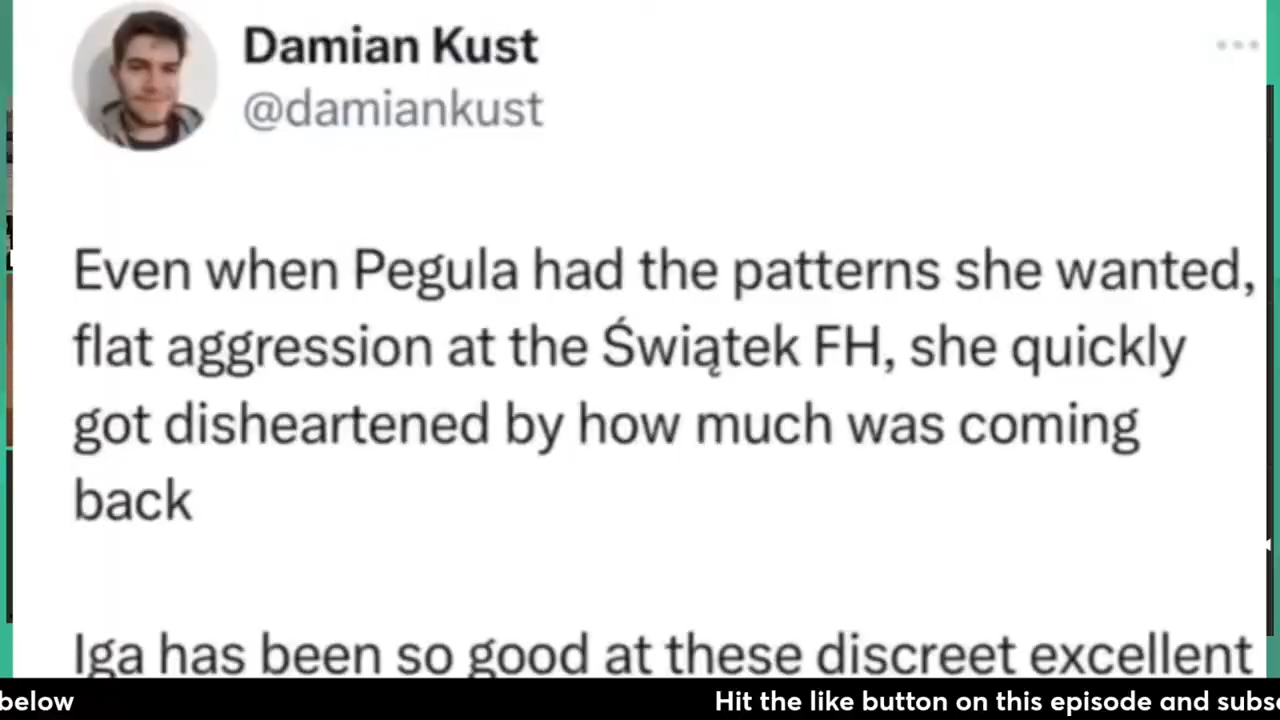 Damian Kust
@damiankust
Even when Pegula had the patterns she wanted,
flat aggression at the Świątek FH, she quickly
got disheartened by how much was coming
back
Iga has been so good at these discreet excellent
below
Hit the like button on this episode and subs